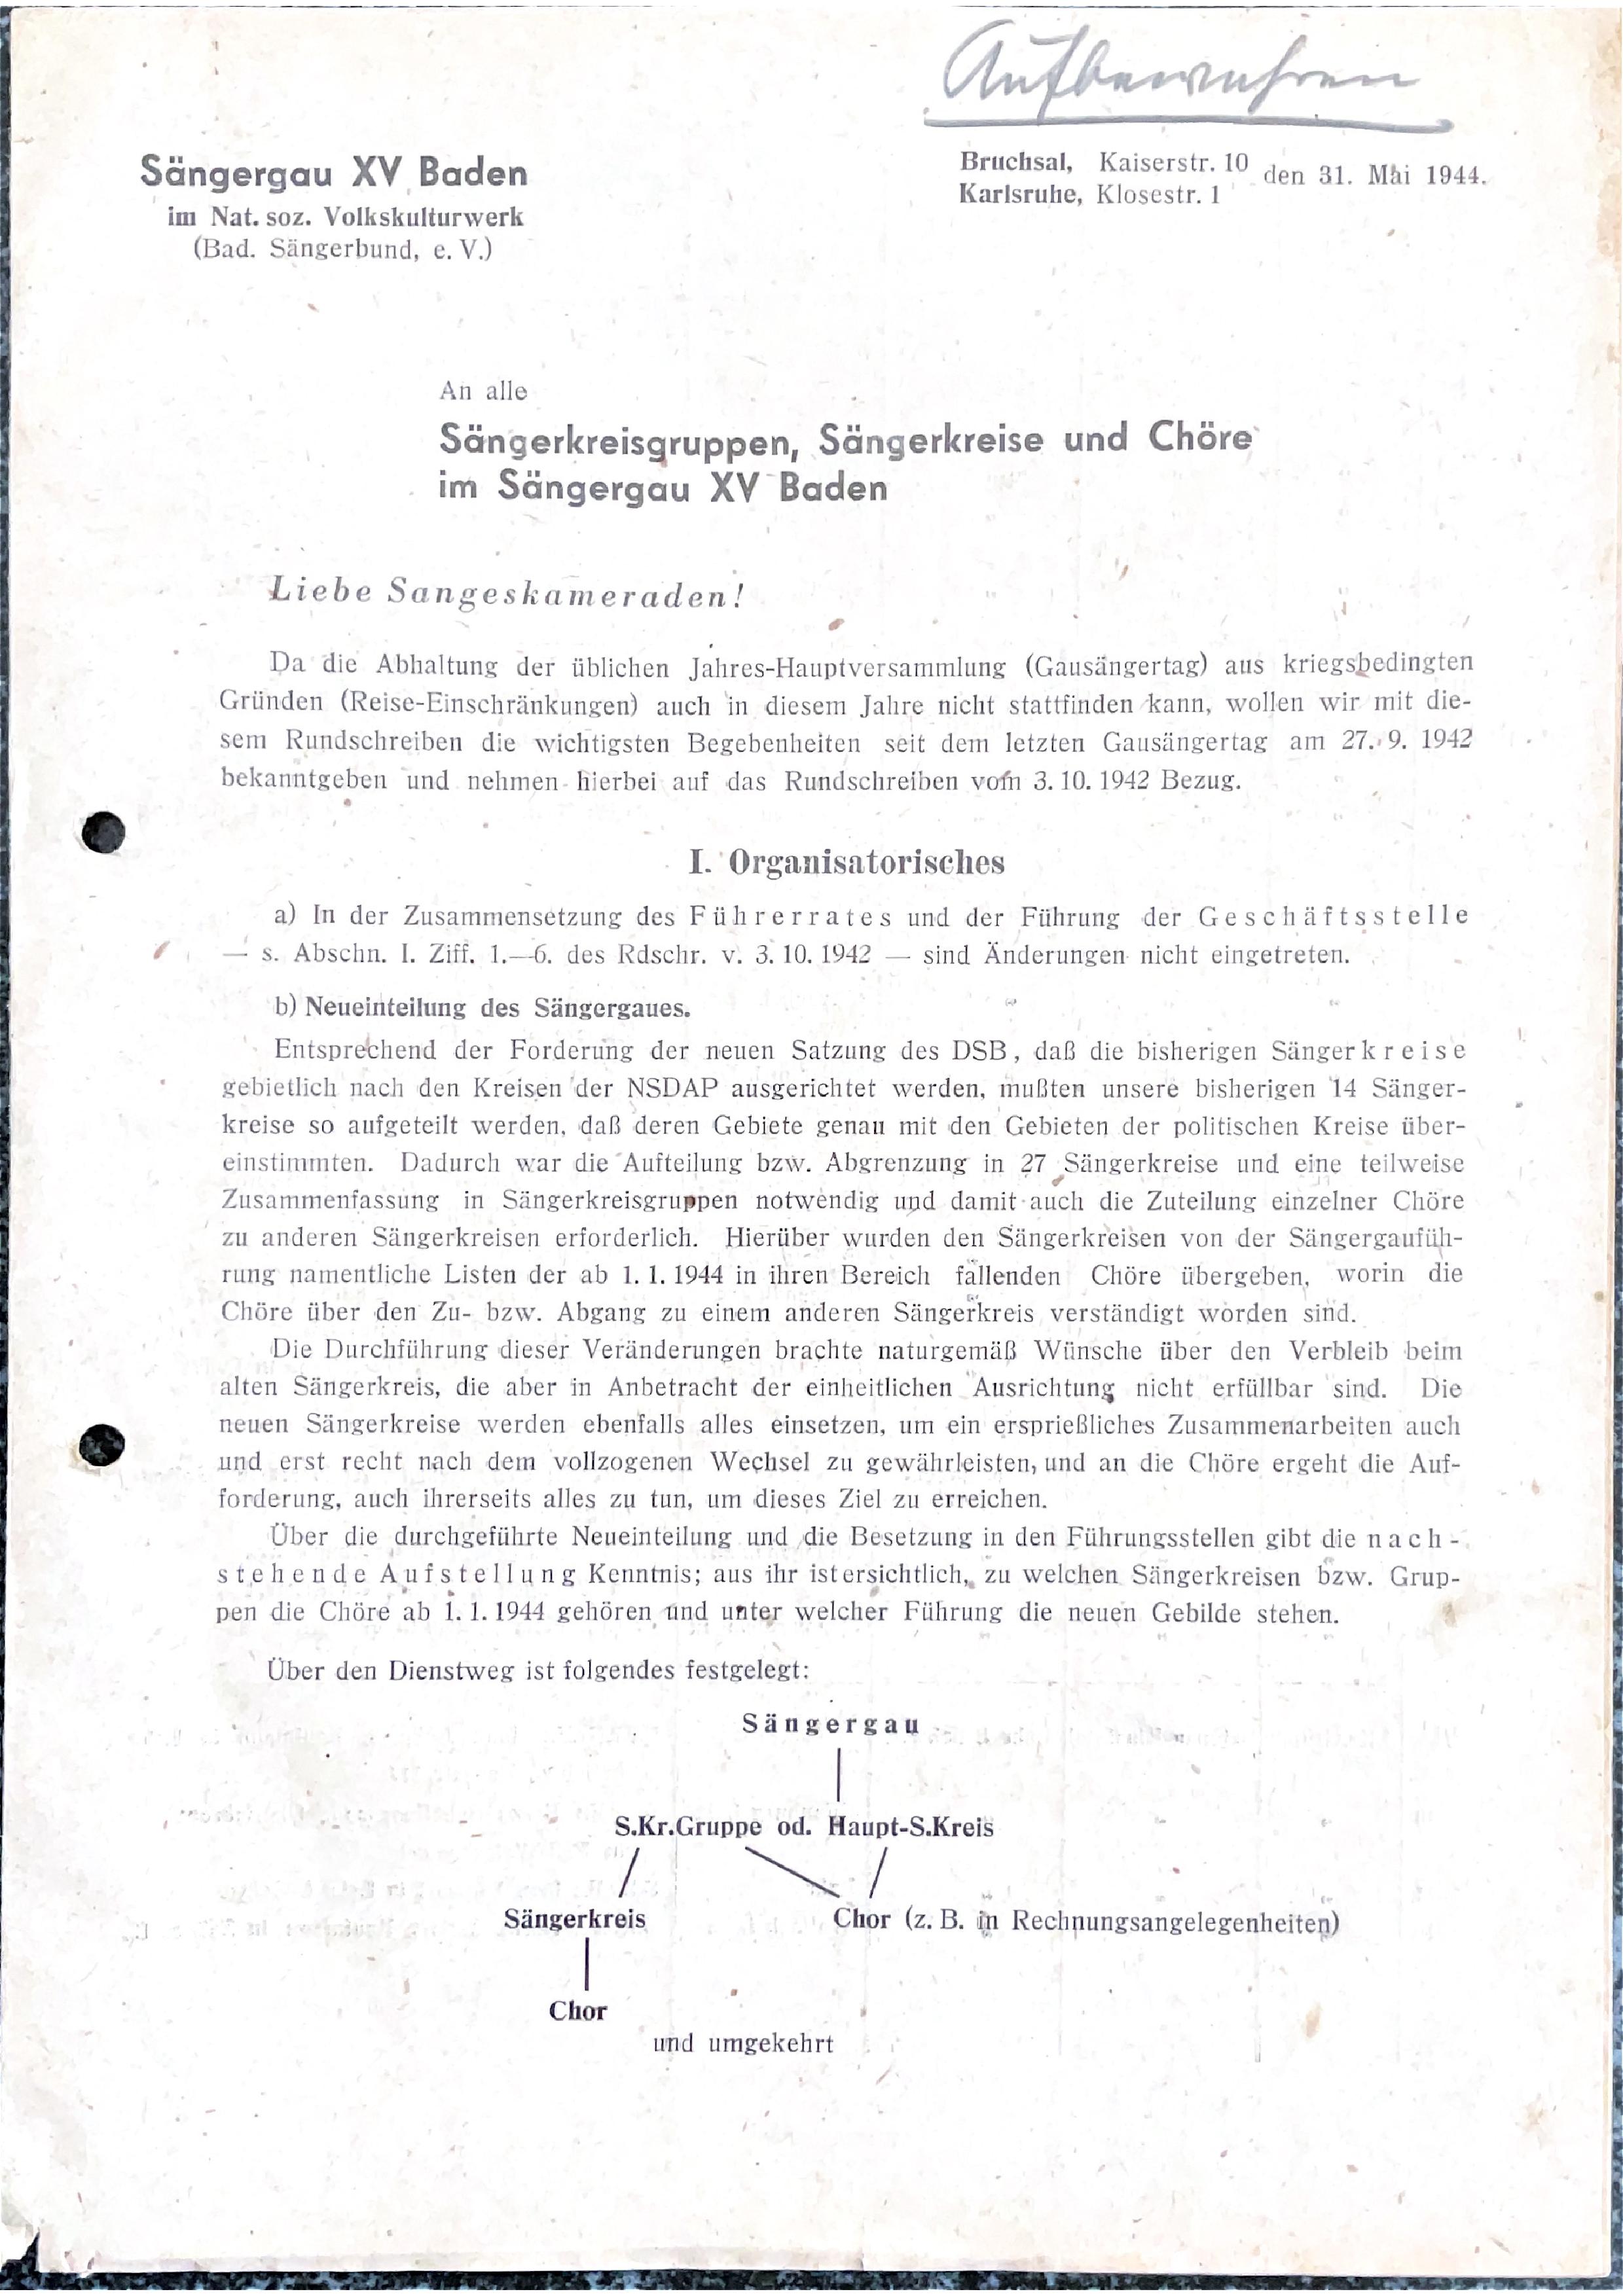 Aufbewahren
Sängergau XV Baden
im Nat. soz. Volkskulturwerk
(Bad. Sängerbund, e. V.)
Bruchsal, Kaiserstr. 10
Karlsruhe, Klosestr. 1
den 31. Mai 1944.
An alle
Sängerkreisgruppen, Sängerkreise und Chöre
im Sängergau XV Baden
Liebe Sangeskameraden!
Da die Abhaltung der üblichen Jahres-Hauptversammlung (Gausängertag) aus kriegsbedingten
Gründen (Reise-Einschränkungen) auch in diesem Jahre nicht stattfinden kann, wollen wir mit die-
sem Rundschreiben die wichtigsten Begebenheiten seit dem letzten Gausängertag am 27. 9. 1942
bekanntgeben und nehmen hierbei auf das Rundschreiben vom 3. 10. 1942 Bezug.
I. Organisatorisches
a) In der Zusammensetzung des Führerrates und der Führung der Geschäftsstelle
— s. Abschn. I. Ziff. 1.—6. des Rdschr. v. 3. 10. 1942 — sind Änderungen nicht eingetreten.
b) Neueinteilung des Sängergaues.
Entsprechend der Forderung der neuen Satzung des DSB, daß die bisherigen Sängerkreise
gebietlich nach den Kreisen der NSDAP ausgerichtet werden, mußten unsere bisherigen 14 Sänger-
kreise so aufgeteilt werden, daß deren Gebiete genau mit den Gebieten der politischen Kreise über-
einstimmten. Dadurch war die Aufteilung bzw. Abgrenzung in 27 Sängerkreise und eine teilweise
Zusammenfassung in Sängerkreisgruppen notwendig und damit auch die Zuteilung einzelner Chöre
zu anderen Sängerkreisen erforderlich. Hierüber wurden den Sängerkreisen von der Sängergaufüh-
rung namentliche Listen der ab 1. 1. 1944 in ihren Bereich fallenden Chöre übergeben, worin die
Chöre über den Zu- bzw. Abgang zu einem anderen Sängerkreis verständigt worden sind.
Die Durchführung dieser Veränderungen brachte naturgemäß Wünsche über den Verbleib beim
alten Sängerkreis, die aber in Anbetracht der einheitlichen Ausrichtung nicht erfüllbar sind. Die
neuen Sängerkreise werden ebenfalls alles einsetzen, um ein ersprießliches Zusammenarbeiten auch
und erst recht nach dem vollzogenen Wechsel zu gewährleisten, und an die Chöre ergeht die Auf-
forderung, auch ihrerseits alles zu tun, um dieses Ziel zu erreichen.
Über die durchgeführte Neueinteilung und die Besetzung in den Führungsstellen gibt die nach-
stehende Aufstellung Kenntnis; aus ihr istersichtlich, zu welchen Sängerkreisen bzw. Grup-
pen die Chöre ab 1. 1. 1944 gehören und unter welcher Führung die neuen Gebilde stehen.
Über den Dienstweg ist folgendes festgelegt:
Sängergau
S.Kr.Gruppe od. Haupt-S.Kreis
Sängerkreis
Chor (z. B. in Rechnungsangelegenheiten)
Chor
und umgekehrt